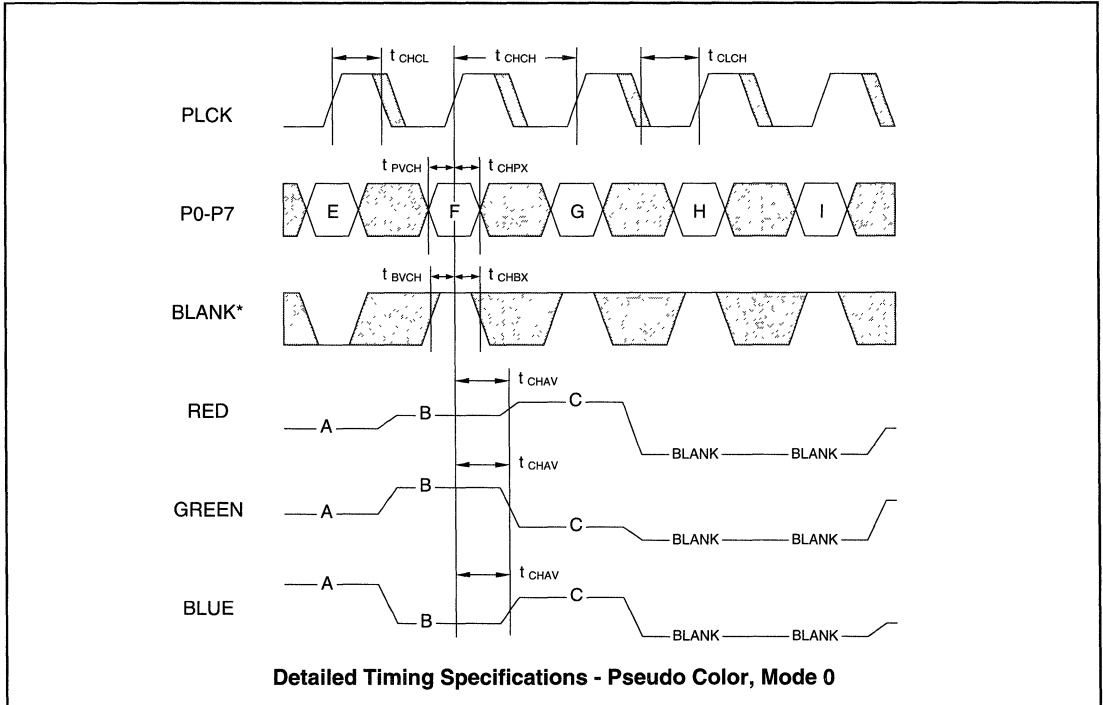 t CHCL
t CHCH
t CLCH
PLCK
t PVCH
t CHPX
P0-P7
E
F
G
H
I
t BVCH
t CHBX
BLANK*
t CHAV
RED
A
B
C
BLANK
BLANK
t CHAV
GREEN
A
B
C
BLANK
BLANK
t CHAV
BLUE
A
B
C
BLANK
BLANK
Detailed Timing Specifications - Pseudo Color, Mode 0